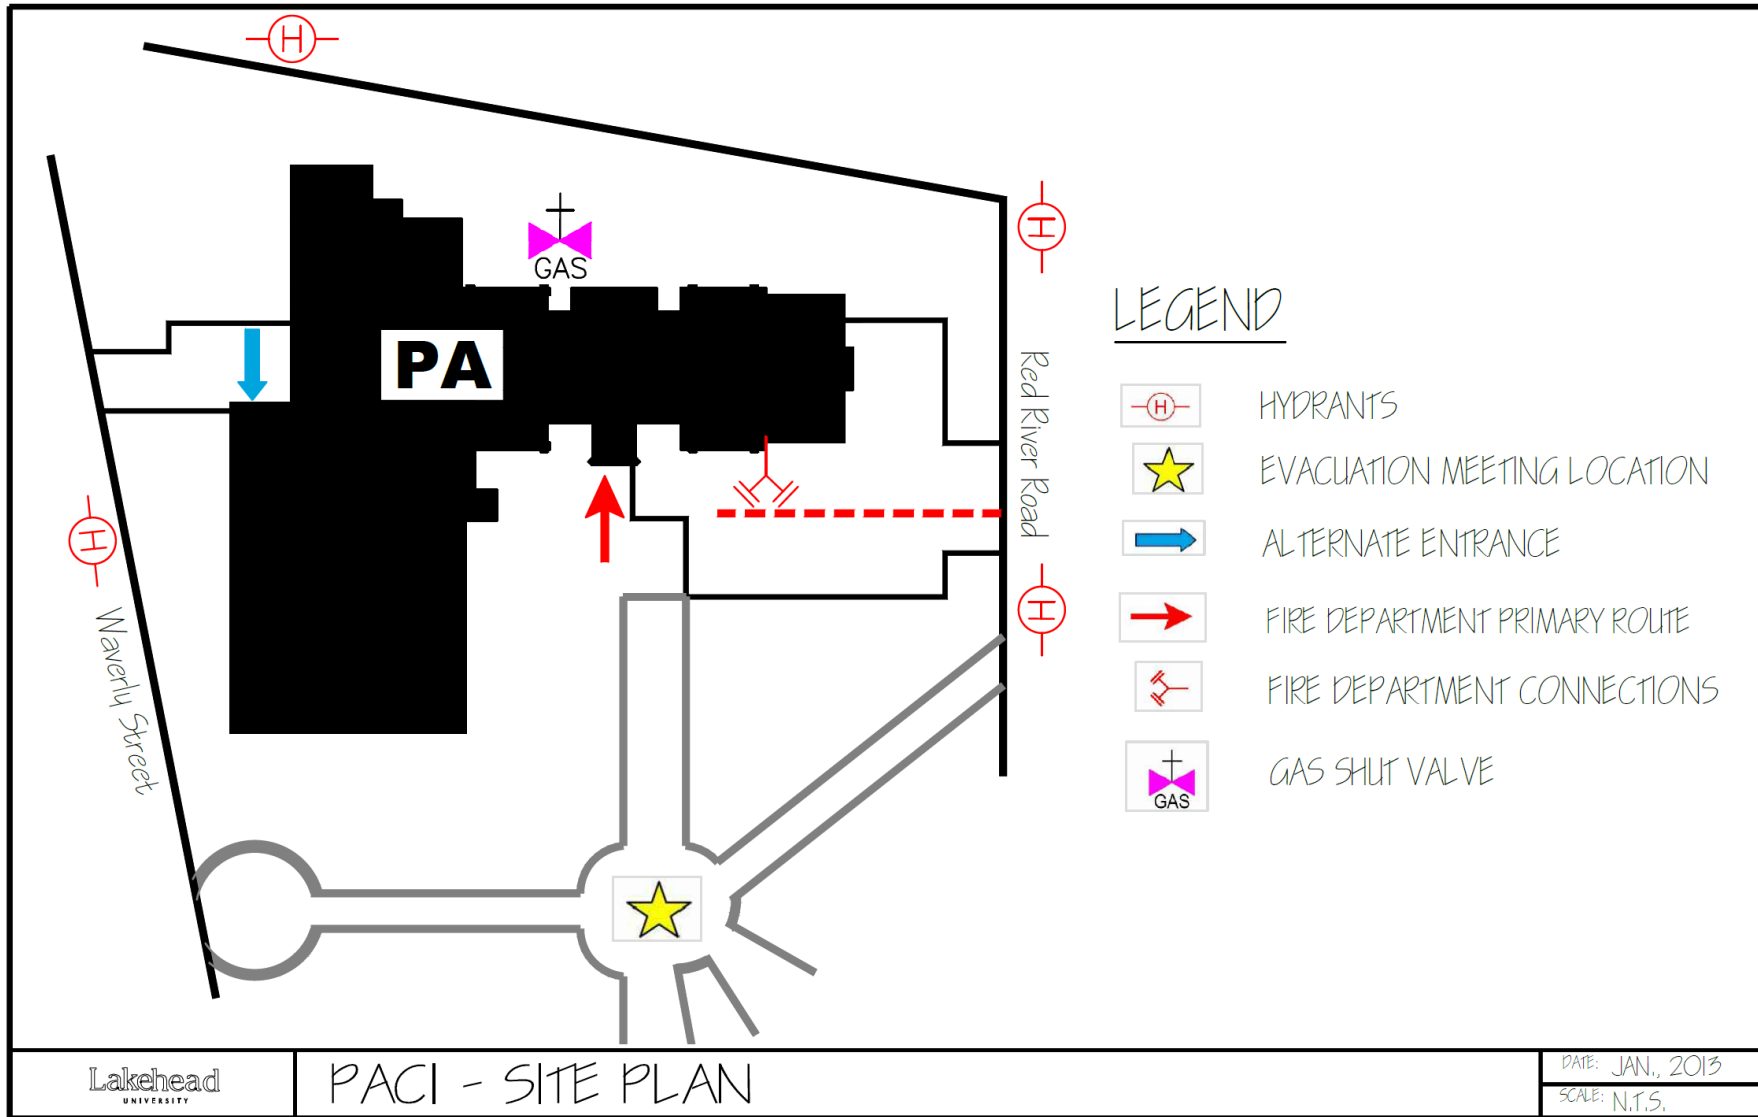 H
H
GAS
PA
Red River Road
H
H
Waverly Street
LEGEND
H HYDRANTS
EVACUATION MEETING LOCATION
ALTERNATE ENTRANCE
FIRE DEPARTMENT PRIMARY ROUTE
FIRE DEPARTMENT CONNECTIONS
GAS SHUT VALVE
GAS
Lakehead
UNIVERSITY
PACI - SITE PLAN
DATE: JAN., 2013
SCALE: N.T.S.